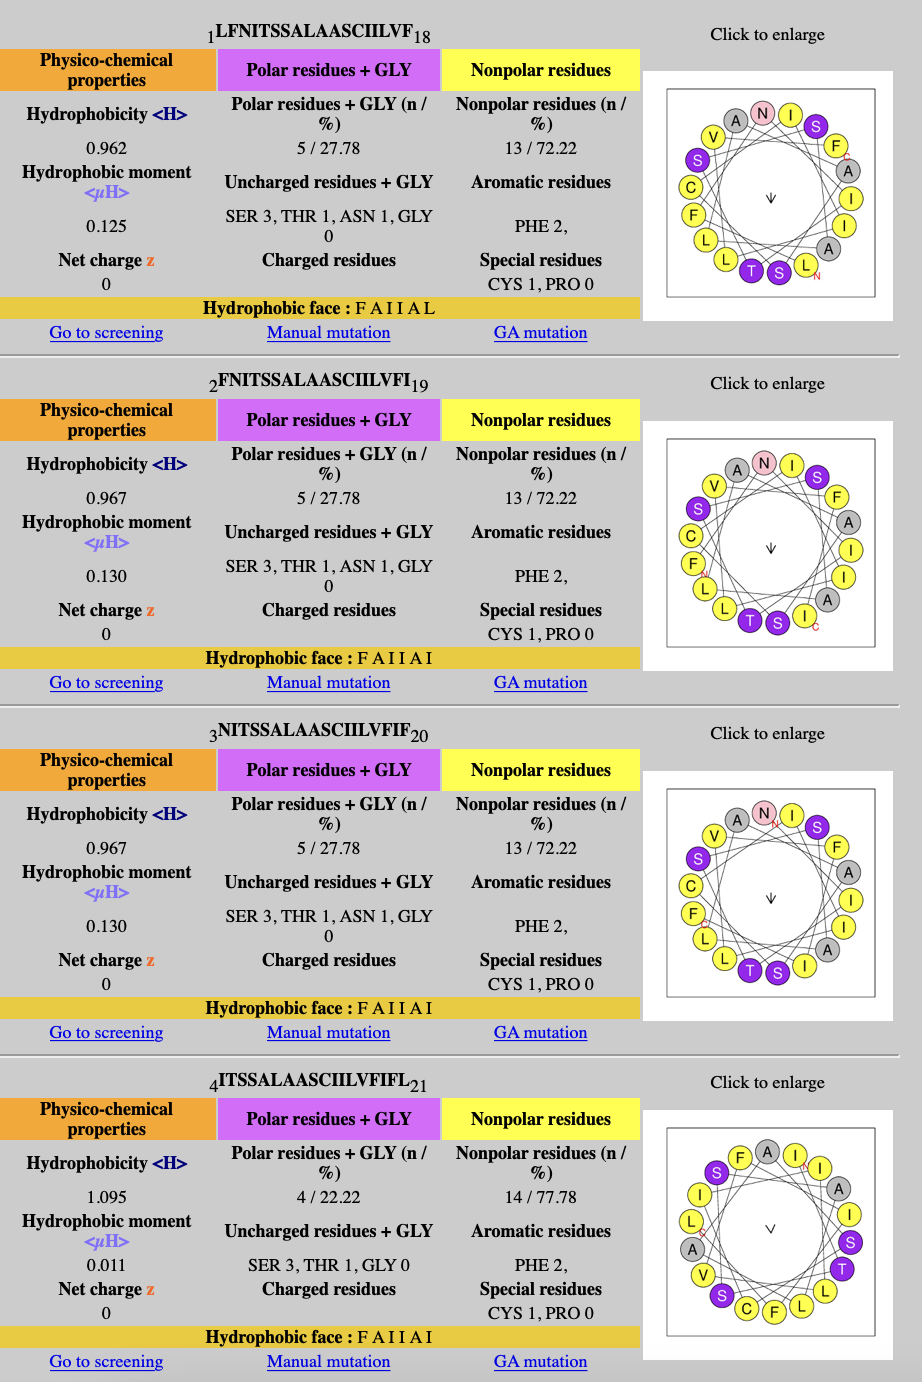 1LFNITSSALAASCIILVF18
Click to enlarge
Physico-chemical properties
Polar residues + GLY
Nonpolar residues
Hydrophobicity <H>
Polar residues + GLY (n / %)
Nonpolar residues (n / %)
0.962
5 / 27.78
13 / 72.22
Hydrophobic moment <μH>
Uncharged residues + GLY
Aromatic residues
0.125
SER 3, THR 1, ASN 1, GLY 0
PHE 2,
Net charge z
Charged residues
Special residues
0
CYS 1, PRO 0
Hydrophobic face : F A I I A L
Go to screening
Manual mutation
GA mutation
N I S F C A I I A L N S T L L F C S V A
2FNITSSALAASCIILVFI19
Click to enlarge
Physico-chemical properties
Polar residues + GLY
Nonpolar residues
Hydrophobicity <H>
Polar residues + GLY (n / %)
Nonpolar residues (n / %)
0.967
5 / 27.78
13 / 72.22
Hydrophobic moment <μH>
Uncharged residues + GLY
Aromatic residues
0.130
SER 3, THR 1, ASN 1, GLY 0
PHE 2,
Net charge z
Charged residues
Special residues
0
CYS 1, PRO 0
Hydrophobic face : F A I I A I
Go to screening
Manual mutation
GA mutation
N I S F A I I A I C S T L L N F C S V A
3NITSSALAASCIILVFIF20
Click to enlarge
Physico-chemical properties
Polar residues + GLY
Nonpolar residues
Hydrophobicity <H>
Polar residues + GLY (n / %)
Nonpolar residues (n / %)
0.967
5 / 27.78
13 / 72.22
Hydrophobic moment <μH>
Uncharged residues + GLY
Aromatic residues
0.130
SER 3, THR 1, ASN 1, GLY 0
PHE 2,
Net charge z
Charged residues
Special residues
0
CYS 1, PRO 0
Hydrophobic face : F A I I A I
Go to screening
Manual mutation
GA mutation
N N I S F A I I A I S T L L C F C S V A
4ITSSALAASCIILVFIFL21
Click to enlarge
Physico-chemical properties
Polar residues + GLY
Nonpolar residues
Hydrophobicity <H>
Polar residues + GLY (n / %)
Nonpolar residues (n / %)
1.095
4 / 22.22
14 / 77.78
Hydrophobic moment <μH>
Uncharged residues + GLY
Aromatic residues
0.011
SER 3, THR 1, GLY 0
PHE 2,
Net charge z
Charged residues
Special residues
0
CYS 1, PRO 0
Hydrophobic face : F A I I A I
Go to screening
Manual mutation
GA mutation
A I N I A I S T L L F C S V A C L I S F